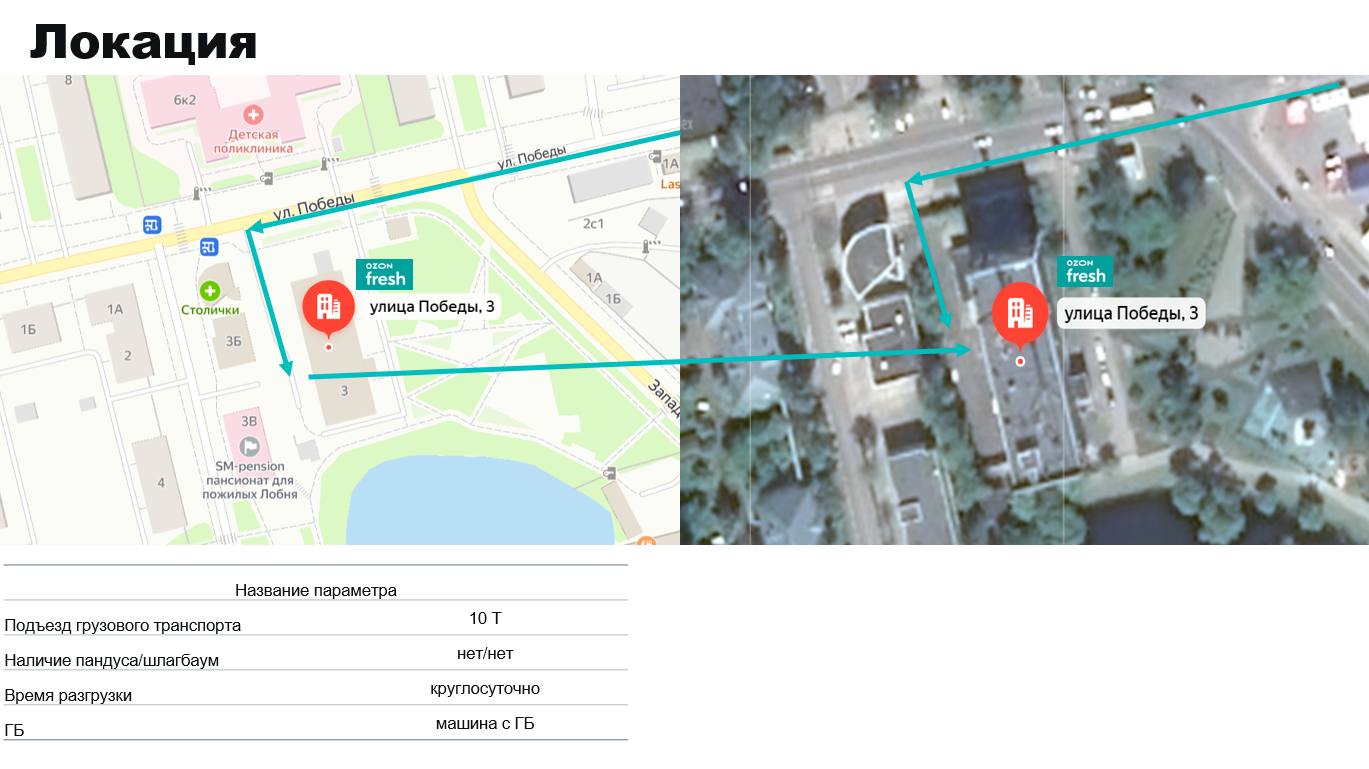 Локация
8
6к2
Детская
поликлиника
ул. Победы
1А
Las
ул. Победы
2с1
OZON
fresh
улица Победы, 3
1А
1Б
Столички
1А
1Б
2
3Б
3
Запад
3В
SM-pension
пансионат для
пожилых Лобня
4
OZON
fresh
улица Победы, 3
Название параметра
Подъезд грузового транспорта 10 Т
Наличие пандуса/шлагбаум нет/нет
Время разгрузки круглосуточно
ГБ машина с ГБ